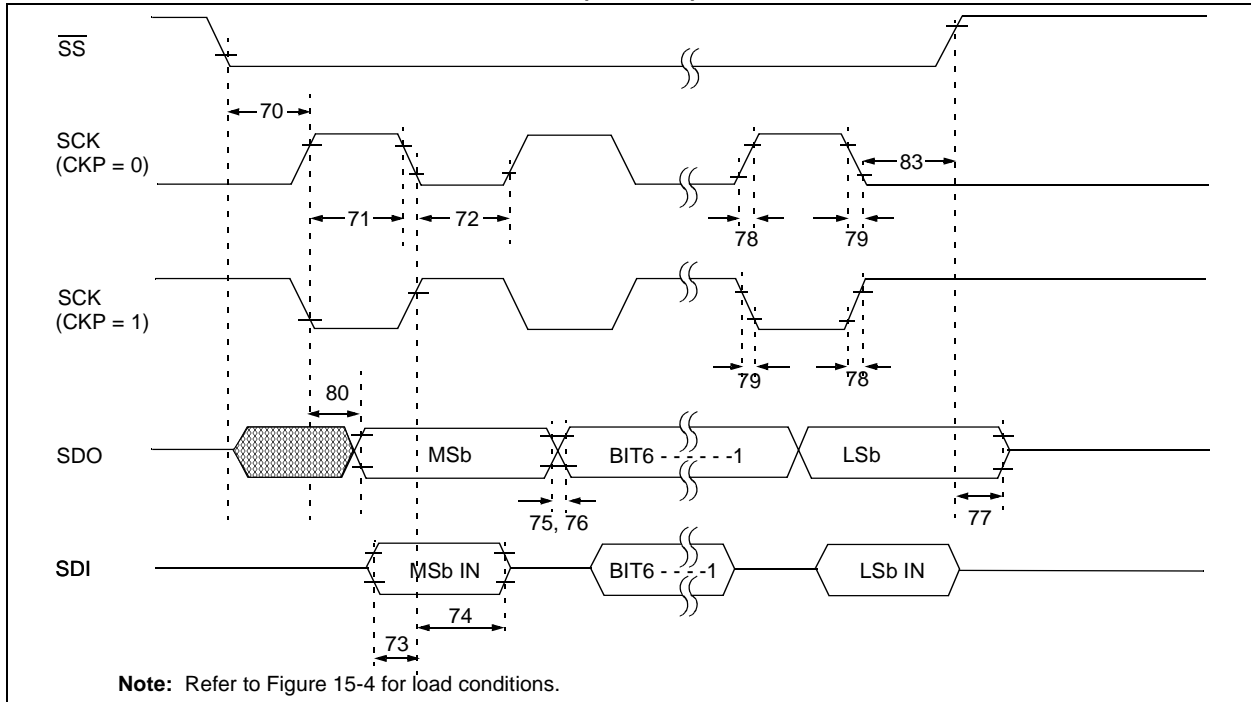 SS
70
SCK
(CKP = 0)
83
71
72
78
79
SCK
(CKP = 1)
79
78
80
SDO
MSb
BIT6 - - - - - -1
LSb
75, 76
77
SDI
MSb IN
BIT6 - - - - -1
LSb IN
74
73
Note: Refer to Figure 15-4 for load conditions.